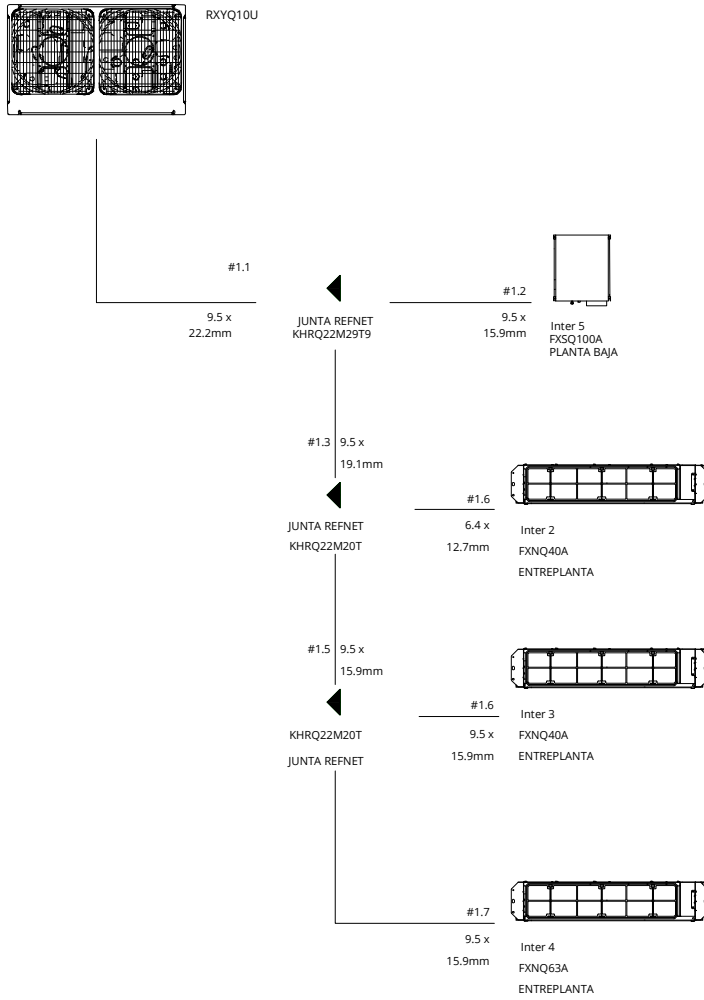 RXYQ10U
#1.1
9.5 x
22.2mm
JUNTA REFNET
KHRQ22M29T9
#1.2
9.5 x
15.9mm
Inter 5
FXSQ100A
PLANTA BAJA
#1.3 9.5 x
19.1mm
JUNTA REFNET
KHRQ22M20T
#1.6
6.4 x
12.7mm
Inter 2
FXNQ40A
ENTREPLANTA
#1.5 9.5 x
15.9mm
KHRQ22M20T
JUNTA REFNET
#1.6
9.5 x
15.9mm
Inter 3
FXNQ40A
ENTREPLANTA
#1.7
9.5 x
15.9mm
Inter 4
FXNQ63A
ENTREPLANTA